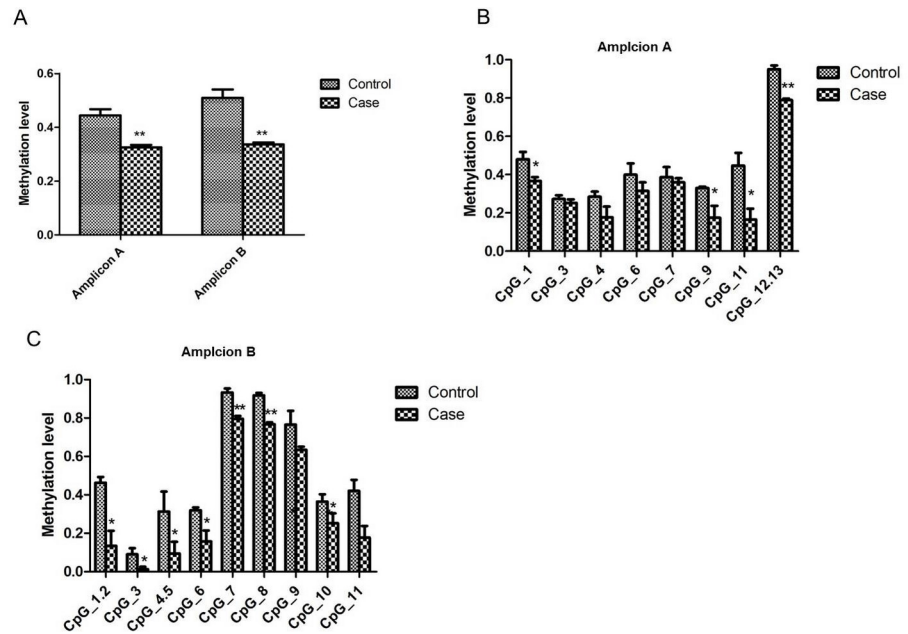 A
Methylation level
0.6
0.4
0.2
0.0
Control
Case
**
**
Amplicon A
Amplicon B
B
Amplcion A
Methylation level
1.0
0.8
0.6
0.4
0.2
0.0
Control
Case
*
*
*
**
CpG_1
CpG_3
CpG_4
CpG_6
CpG_7
CpG_9
CpG_11
CpG_12.13
C
Amplcion B
Methylation level
1.0
0.8
0.6
0.4
0.2
0.0
Control
Case
*
*
*
*
**
**
*
CpG_1.2
CpG_3
CpG_4.5
CpG_6
CpG_7
CpG_8
CpG_9
CpG_10
CpG_11